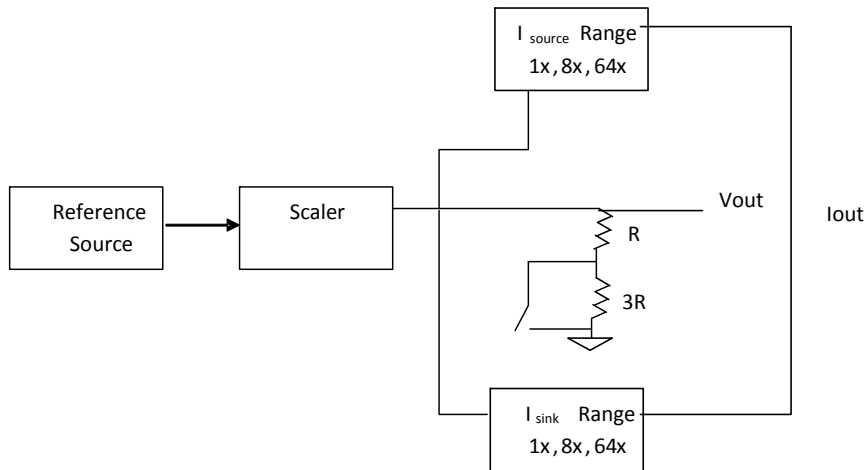 I source Range
1x, 8x, 64x
Reference
Source
Scaler
Vout
Iout
R
3R
I sink Range
1x, 8x, 64x